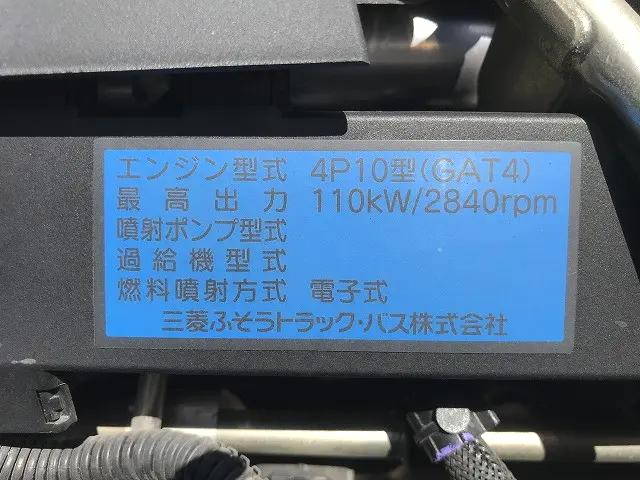 エンジン型式 4P10型(GAT4)
最高出力 110kW/2840rpm
噴射ポンプ型式
過給機型式
燃料噴射方式 電子式
三菱ふそうトラック・バス株式会社